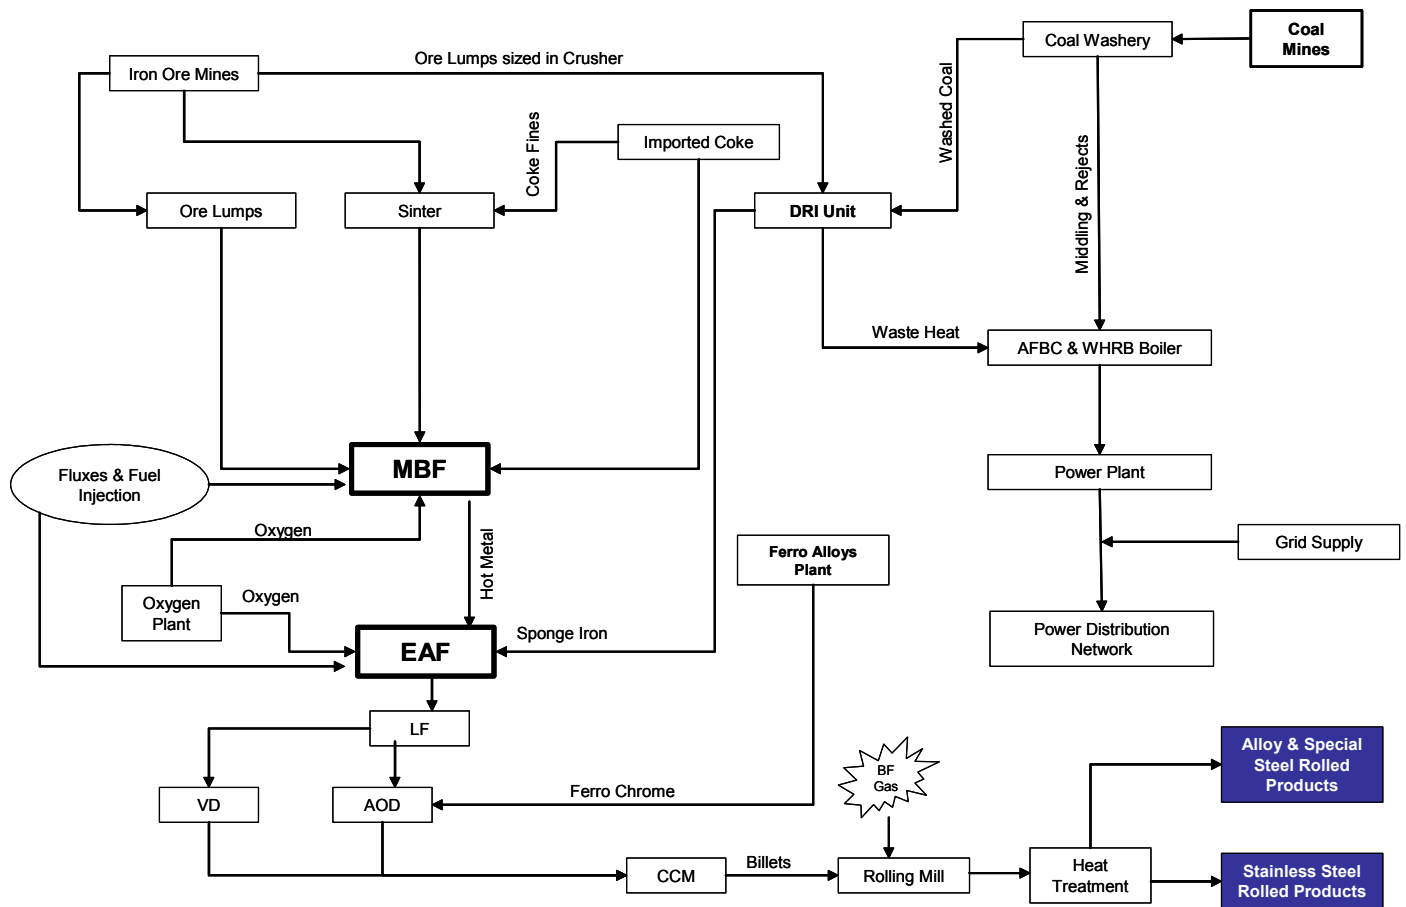 Coal
Mines
Coal Washery
Iron Ore Mines
Ore Lumps sized in Crusher
Washed Coal
Imported Coke
Coke Fines
Middling & Rejects
Ore Lumps
Sinter
DRI Unit
Waste Heat
AFBC & WHRB Boiler
MBF
Fluxes & Fuel
Injection
Power Plant
Oxygen
Hot Metal
Grid Supply
Ferro Alloys
Plant
Oxygen
Plant
Oxygen
Sponge Iron
EAF
Power Distribution
Network
LF
Alloy & Special
Steel Rolled
Products
BF
Gas
VD
AOD
Ferro Chrome
CCM
Billets
Rolling Mill
Heat
Treatment
Stainless Steel
Rolled Products